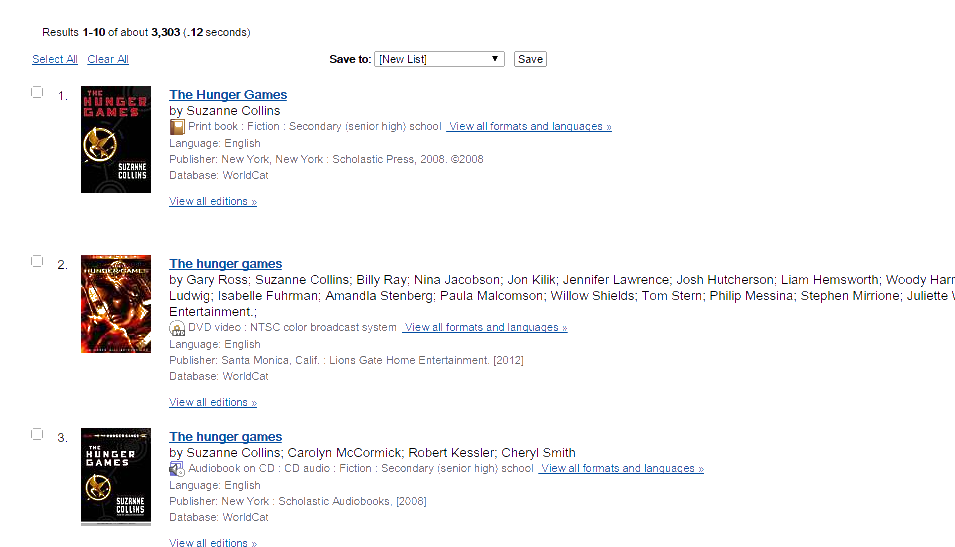 Results 1-10 of about 3,303 (.12 seconds)
Select All Clear All Save to: [New List] Save
1.
THE HUNGER GAMES
SUZANNE COLLINS
The Hunger Games
by Suzanne Collins
Print book : Fiction : Secondary (senior high) school View all formats and languages »
Language: English
Publisher: New York, New York : Scholastic Press, 2008. ©2008
Database: WorldCat
View all editions »
2.
HUNGER GAMES
The hunger games
by Gary Ross; Suzanne Collins; Billy Ray; Nina Jacobson; Jon Kilik; Jennifer Lawrence; Josh Hutcherson; Liam Hemsworth; Woody Harr
Ludwig; Isabelle Fuhrman; Amandla Stenberg; Paula Malcomson; Willow Shields; Tom Stern; Philip Messina; Stephen Mirrione; Juliette
Entertainment.;
DVD DVD video : NTSC color broadcast system View all formats and languages »
Language: English
Publisher: Santa Monica, Calif. : Lions Gate Home Entertainment. [2012]
Database: WorldCat
View all editions »
3.
THE HUNGER GAMES
SUZANNE COLLINS
The hunger games
by Suzanne Collins; Carolyn McCormick; Robert Kessler; Cheryl Smith
Audiobook on CD : CD audio : Fiction : Secondary (senior high) school View all formats and languages »
Language: English
Publisher: New York : Scholastic Audiobooks, [2008]
Database: WorldCat
View all editions »